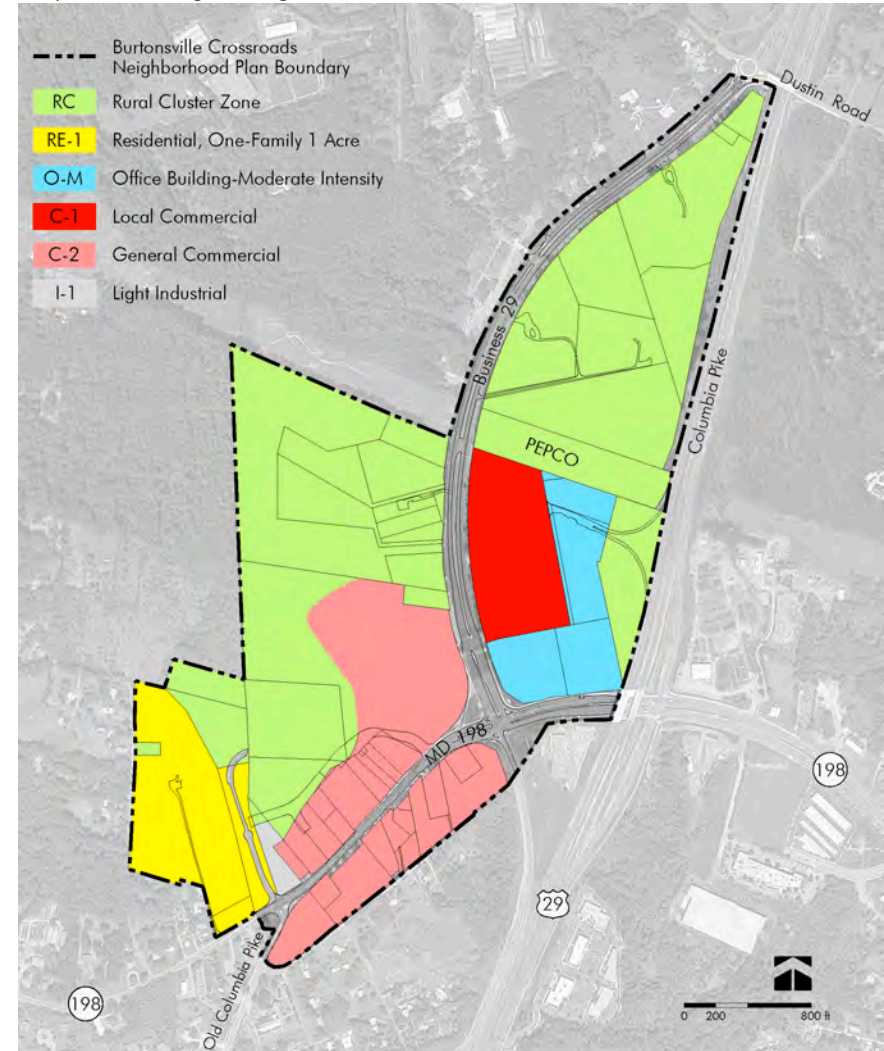 Burtonsville Crossroads
Neighborhood Plan Boundary
RC Rural Cluster Zone
RE-1 Residential, One-Family 1 Acre
O-M Office Building-Moderate Intensity
C-1 Local Commercial
C-2 General Commercial
I-1 Light Industrial
Dustin Road
Business 29
Columbia Pike
PEPCO
MD 198
198
29
Old Columbia Pike
198
0 200 800 ft